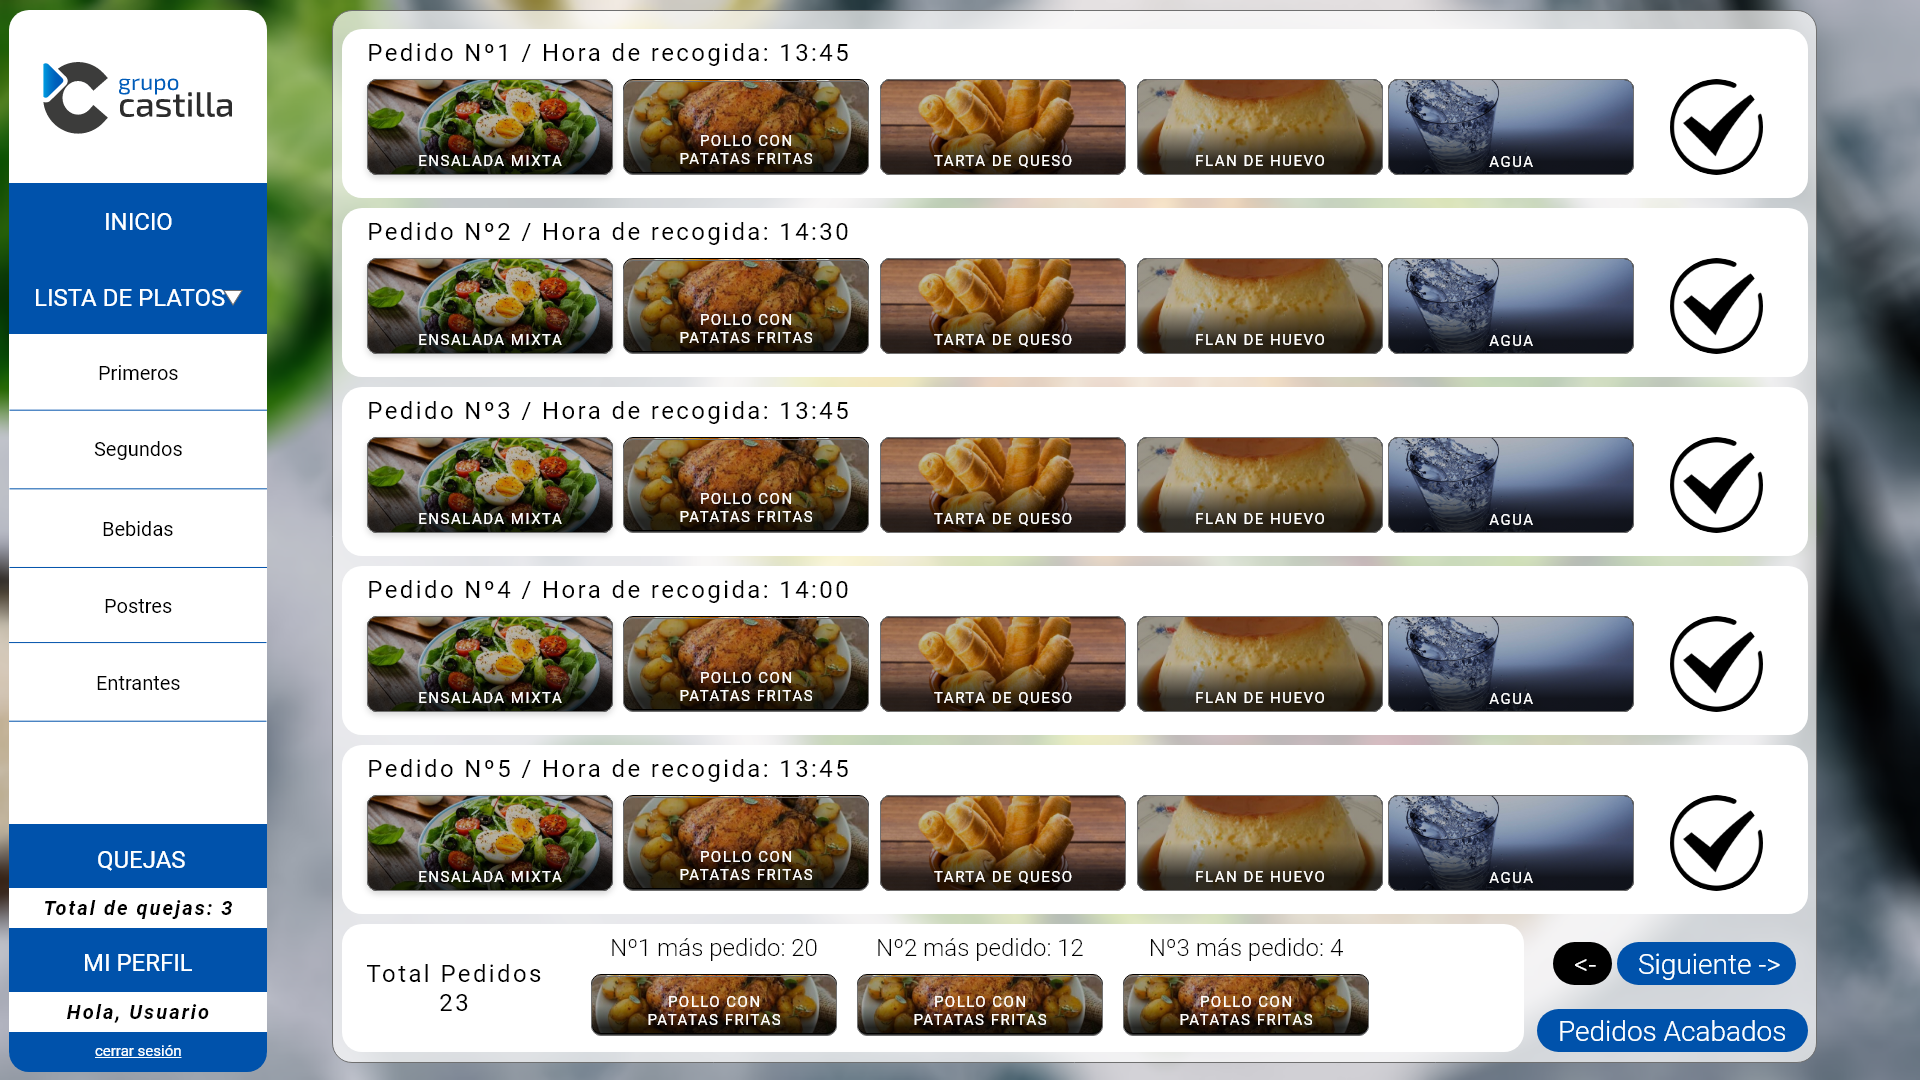 grupo
castilla
INICIO
LISTA DE PLATOS
Primeros
Segundos
Bebidas
Postres
Entrantes
QUEJAS
Total de quejas: 3
MI PERFIL
Hola, Usuario
cerrar sesión
Pedido Nº1 / Hora de recogida: 13:45
ENSALADA MIXTA
POLLO CON
PATATAS FRITAS
TARTA DE QUESO
FLAN DE HUEVO
AGUA
Pedido Nº2 / Hora de recogida: 14:30
ENSALADA MIXTA
POLLO CON
PATATAS FRITAS
TARTA DE QUESO
FLAN DE HUEVO
AGUA
Pedido Nº3 / Hora de recogida: 13:45
ENSALADA MIXTA
POLLO CON
PATATAS FRITAS
TARTA DE QUESO
FLAN DE HUEVO
AGUA
Pedido Nº4 / Hora de recogida: 14:00
ENSALADA MIXTA
POLLO CON
PATATAS FRITAS
TARTA DE QUESO
FLAN DE HUEVO
AGUA
Pedido Nº5 / Hora de recogida: 13:45
ENSALADA MIXTA
POLLO CON
PATATAS FRITAS
TARTA DE QUESO
FLAN DE HUEVO
AGUA
Total Pedidos
23
Nº1 más pedido: 20
POLLO CON
PATATAS FRITAS
Nº2 más pedido: 12
POLLO CON
PATATAS FRITAS
Nº3 más pedido: 4
POLLO CON
PATATAS FRITAS
<-
Siguiente ->
Pedidos Acabados